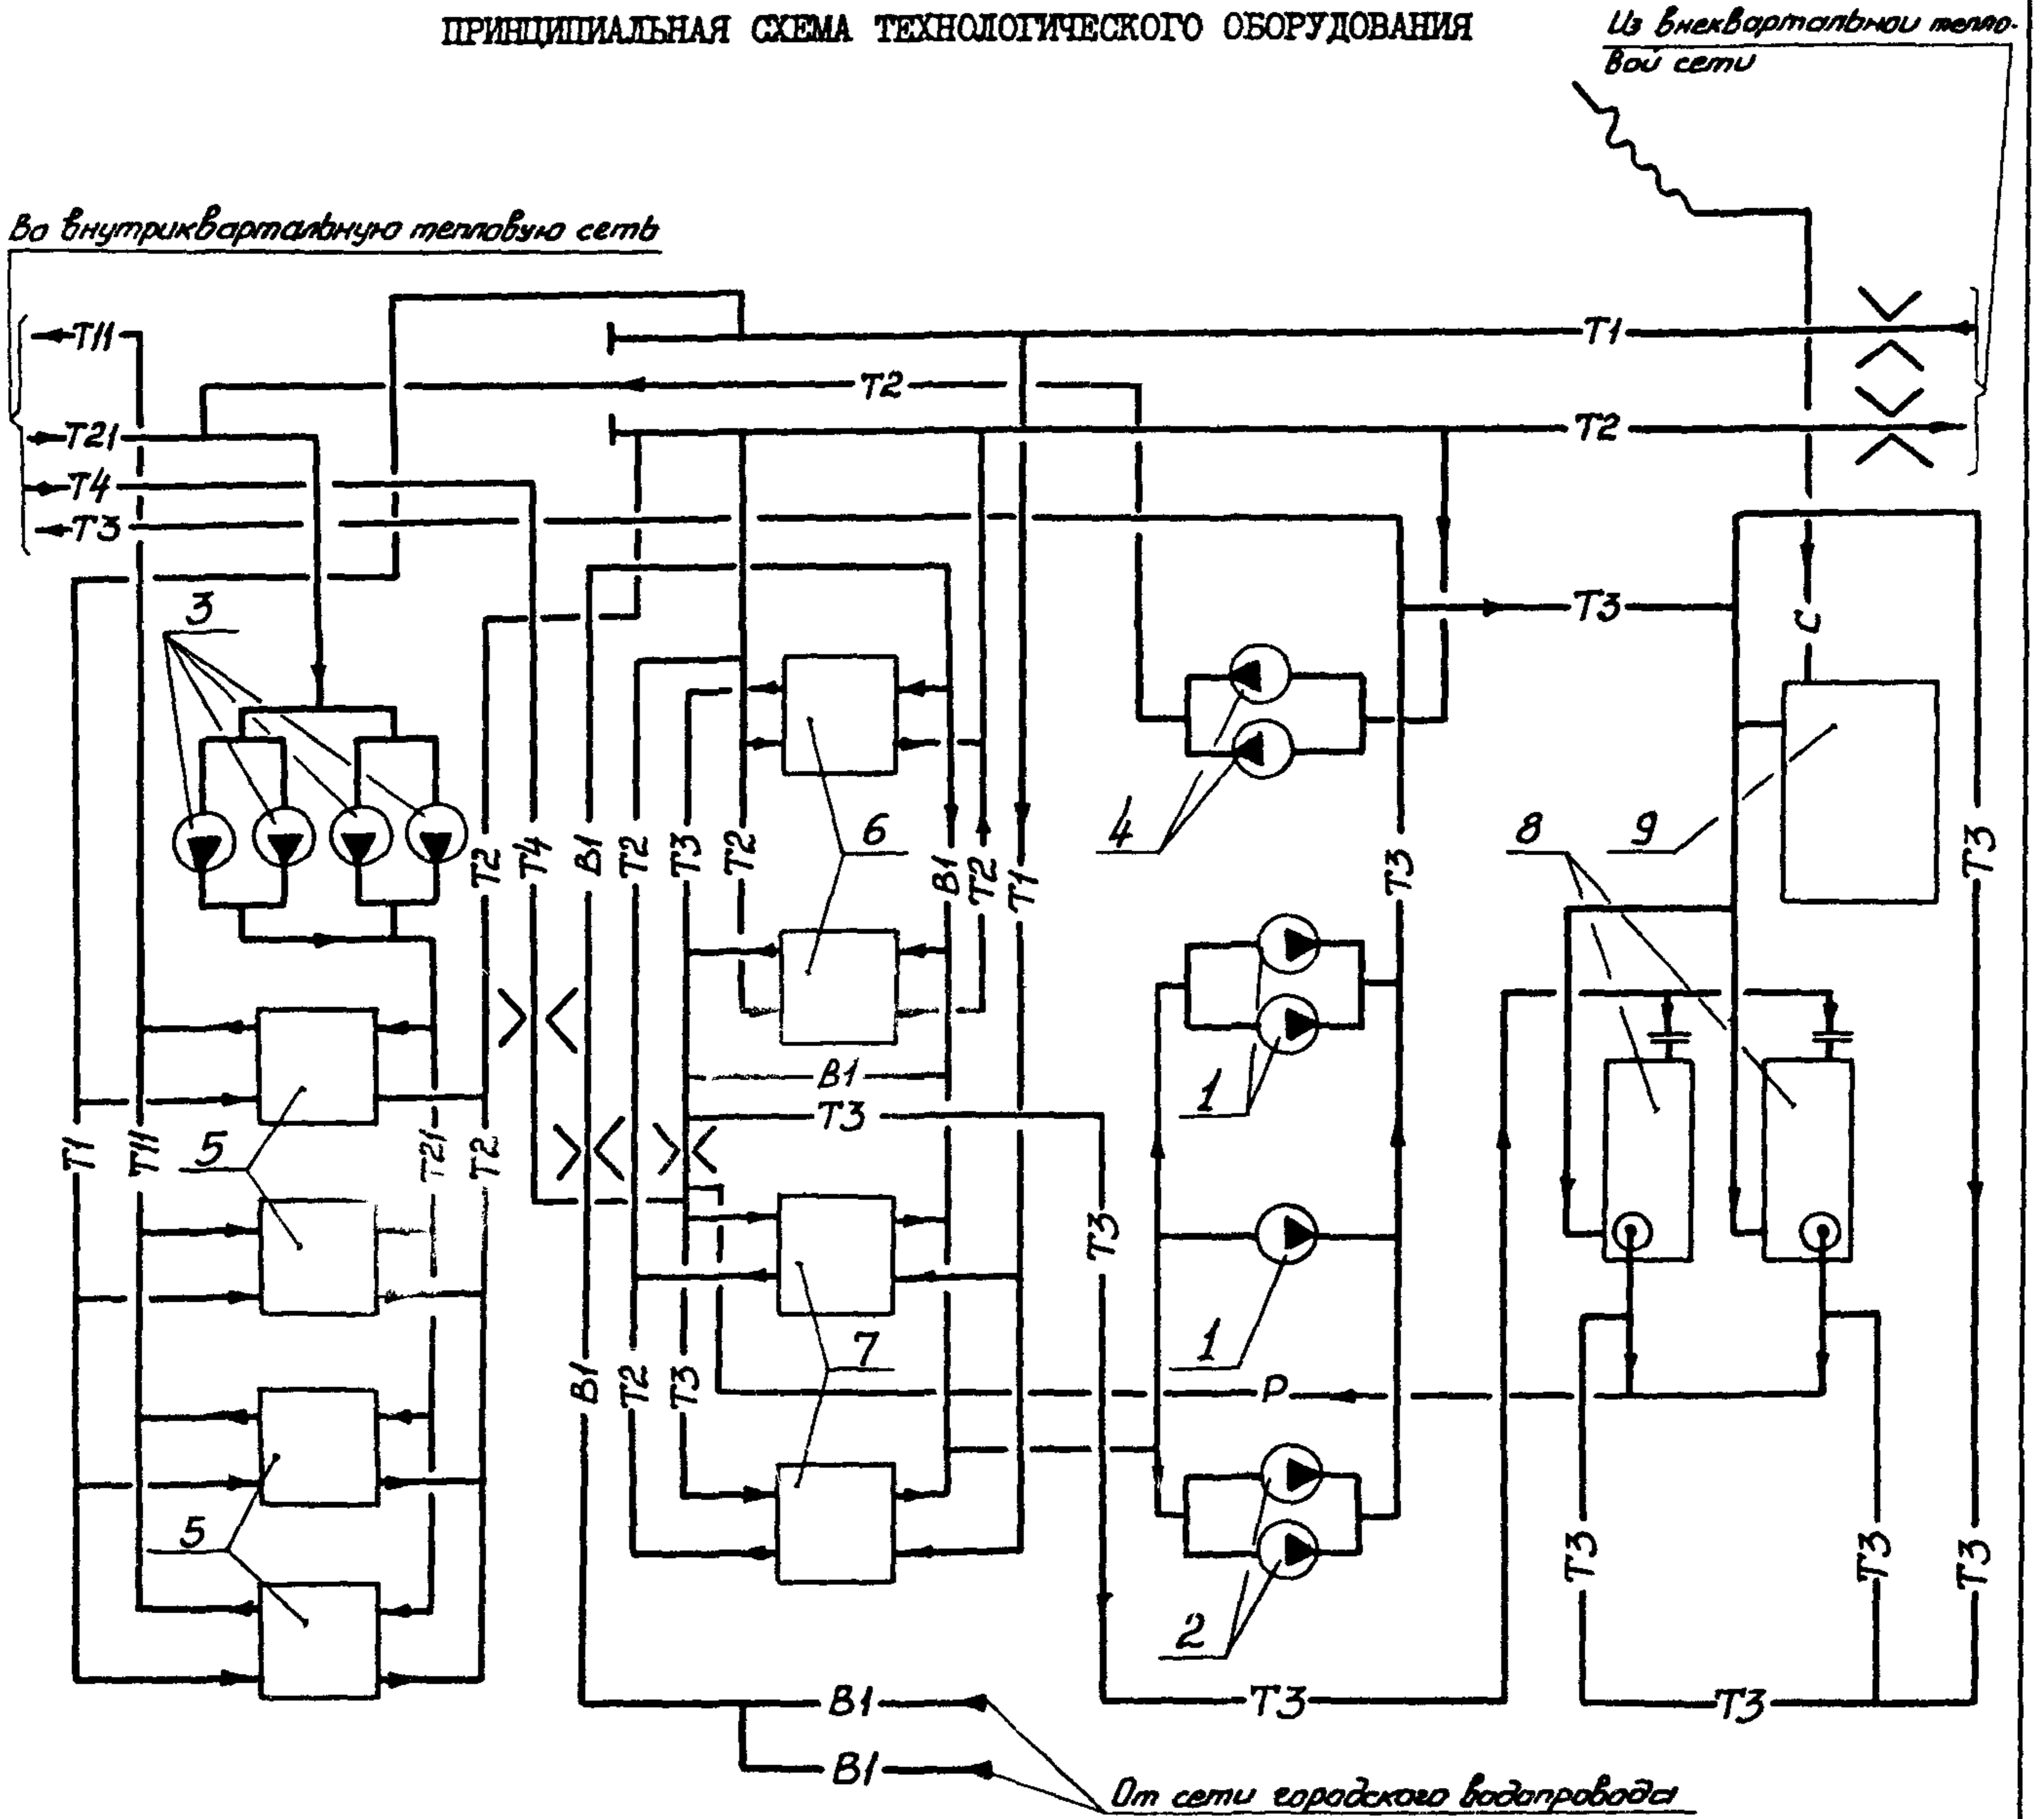 ПРИНЦИПИАЛЬНАЯ СХЕМА ТЕХНОЛОГИЧЕСКОГО ОБОРУДОВАНИЯ
Из внеквартальной тепло-
вой сети
Во внутриквартальную тепловую сеть
Т11
Т1
Т2
Т21
Т2
Т4
Т3
3
Т3
С
4
8
9
6
Т2
Т4
В1
Т2
Т3
Т2
В1
Т2
Т1
Т3
Т3
В1
1
Т3
5
Т1
Т11
Т21
Т2
Т3
1
7
В1
Т2
Т3
Р
5
2
Т3
Т3
Т3
В1
Т3
Т3
В1
От сети городского водопровода